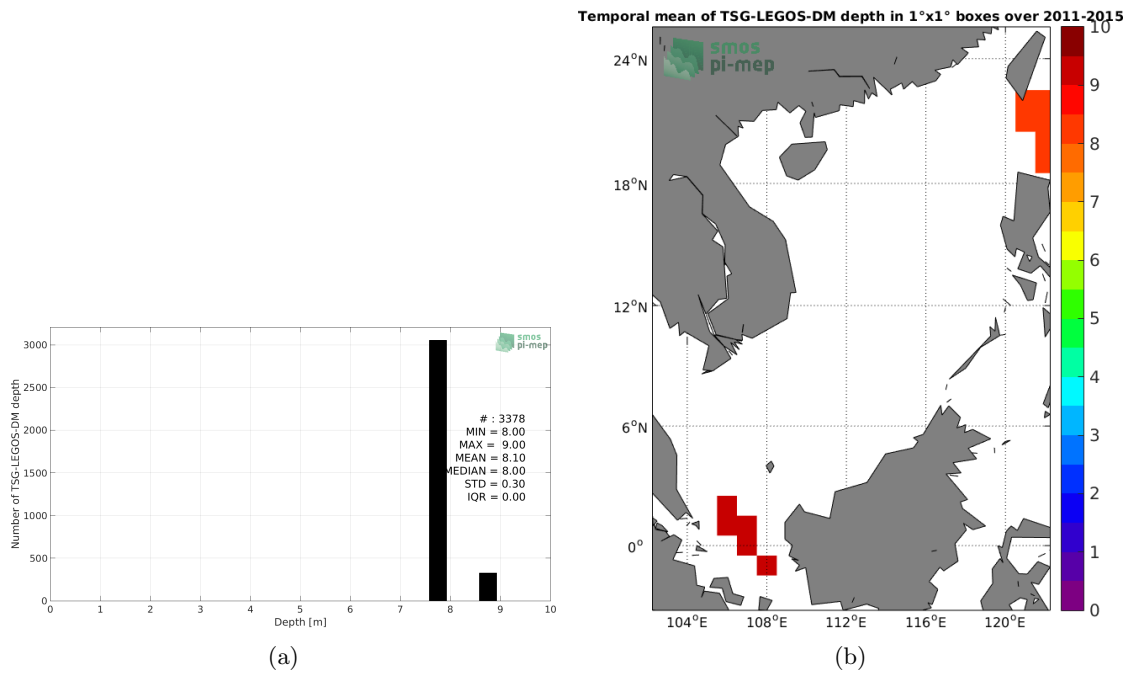 Temporal mean of TSG-LEGOS-DM depth in 1°x1° boxes over 2011-2015
smos
pi-mep
24°N
18°N
12°N
6°N
0°
104°E
108°E
112°E
116°E
120°E
10
9
8
7
6
5
4
3
2
1
0
smos
pi-mep
Number of TSG-LEGOS-DM depth
3000
2500
2000
1500
1000
500
0
# : 3378
MIN = 8.00
MAX = 9.00
MEAN = 8.10
MEDIAN = 8.00
STD = 0.30
IQR = 0.00
0 1 2 3 4 5 6 7 8 9 10
Depth [m]
(a)
(b)